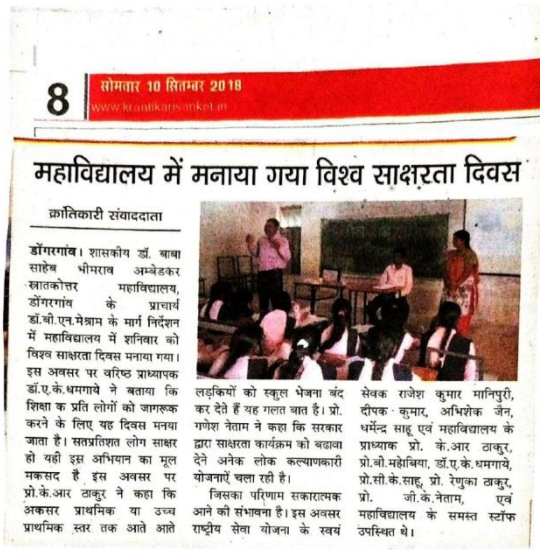 8
सोमवार 10 सितम्बर 2018
www.krantikarisanket.in
महाविद्यालय में मनाया गया विश्व साक्षरता दिवस
क्रातिकारी संवाददाता
डोंगरगांव। शासकीय डॉ. बाबा
साहेब भीमराव अम्बेडकर
स्नातकोत्तर महाविद्यालय,
डोंगरगांव के प्राचार्य
डॉ.बी.एन.मेश्राम के मार्ग निर्देशन
में महाविद्यालय में शनिवार को
विश्व साक्षरता दिवस मनाया गया।
इस अवसर पर वरिष्ठ प्राध्यापक
डॉ.ए.के.धमगाये ने बताया कि
शिक्षा क प्रति लोगों को जागरूक
करने के लिए यह दिवस मनया
जाता है। सतप्रतिशत लोग साक्षर
हो यही इस अभियान का मूल
मकसद है इस अवसर पर
प्रो.के.आर ठाकुर ने कहा कि
अकसर प्राथमिक या उच्च
प्राथमिक स्तर तक आते आते
लड़कियों को स्कूल भेजना बंद
कर देते हैं यह गलत बात है। प्रो.
गणेश नेताम ने कहा कि सरकार
द्वारा साक्षरता कार्यक्रम को बढावा
देने अनेक लोक कल्याणकारी
योजनाऐं चला रही है।
जिसका परिणाम सकारात्मक
आने की संभावना है। इस अवसर
राष्ट्रीय सेवा योजना के स्वयं
सेवक राजेश कुमार मानिपुरी,
दीपक कुमार, अभिशेक जैन,
धर्मेन्द्र साहू एवं महाविद्यालय के
प्राध्याक प्रो. के.आर ठाकुर,
प्रो.बी.महोबिया, डॉ.ए.के.धमगाये,
प्रो.सी.के.साहू, प्रो. रेणुका ठाकुर,
प्रो. जी.के.नेताम, एवं
महाविद्यालय के समस्त स्टॉफ
उपस्थित थे।